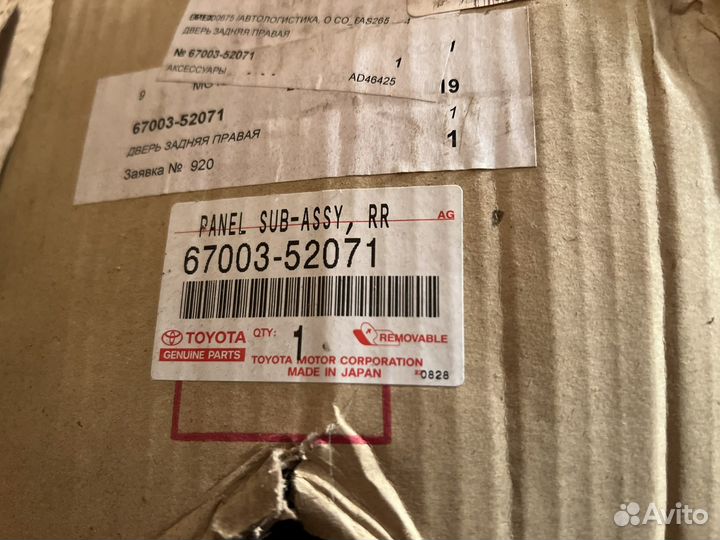 /АВТОЛОГИСТИКА, О СО_EAS265
ДВЕРЬ ЗАДНЯЯ ПРАВАЯ
№ 67003-52071 1 1
АКСЕССУАРЫ AD46425
9 19
67003-52071 1
ДВЕРЬ ЗАДНЯЯ ПРАВАЯ 1
Заявка № 920
PANEL SUB-ASSY, RR AG
67003-52071
TOYOTA QTY: 1 REMOVABLE
GENUINE PARTS TOYOTA MOTOR CORPORATION
MADE IN JAPAN 0828
Avito